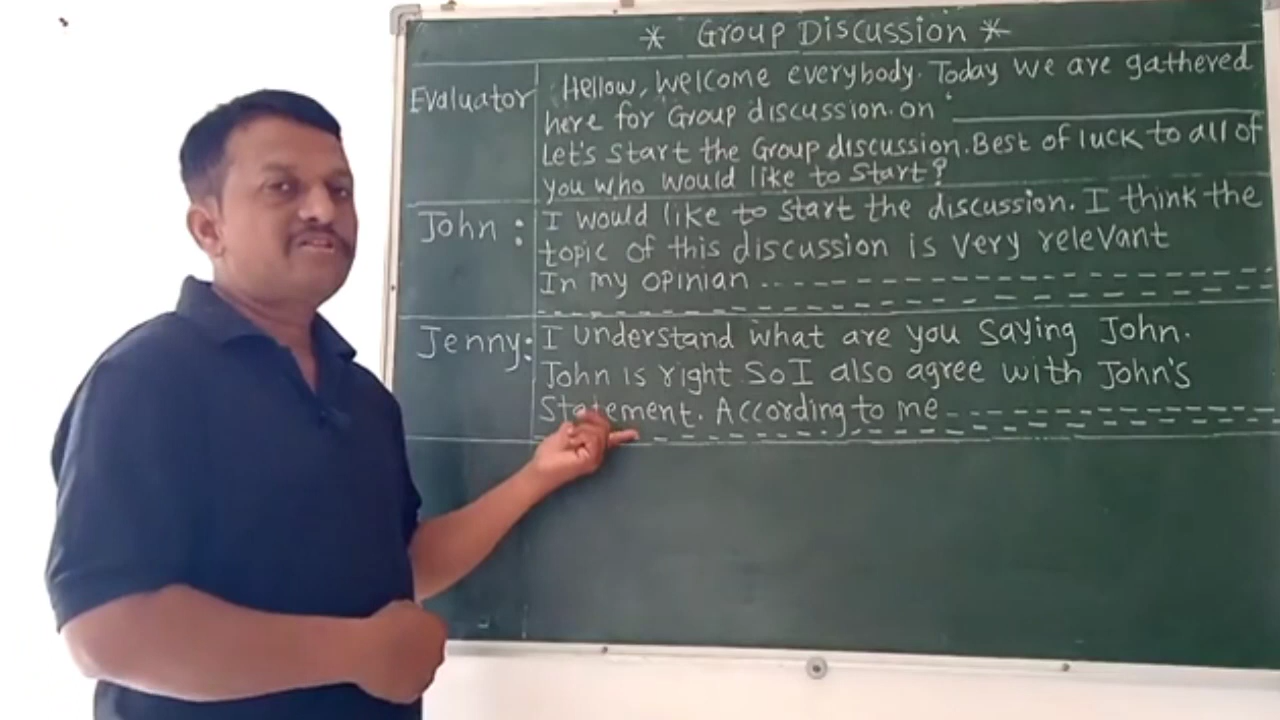 * Group Discussion *
Evaluator
Hellow, Welcome everybody. Today we are gathered
here for Group discussion. on ‘
Let's start the Group discussion. Best of luck to all of
you who would like to start?
John :
I would like to start the discussion. I think the
topic of this discussion is very relevant
In my opinian
Jenny:
I understand what are you saying John.
John is right So I also agree with John's
Statement. According to me